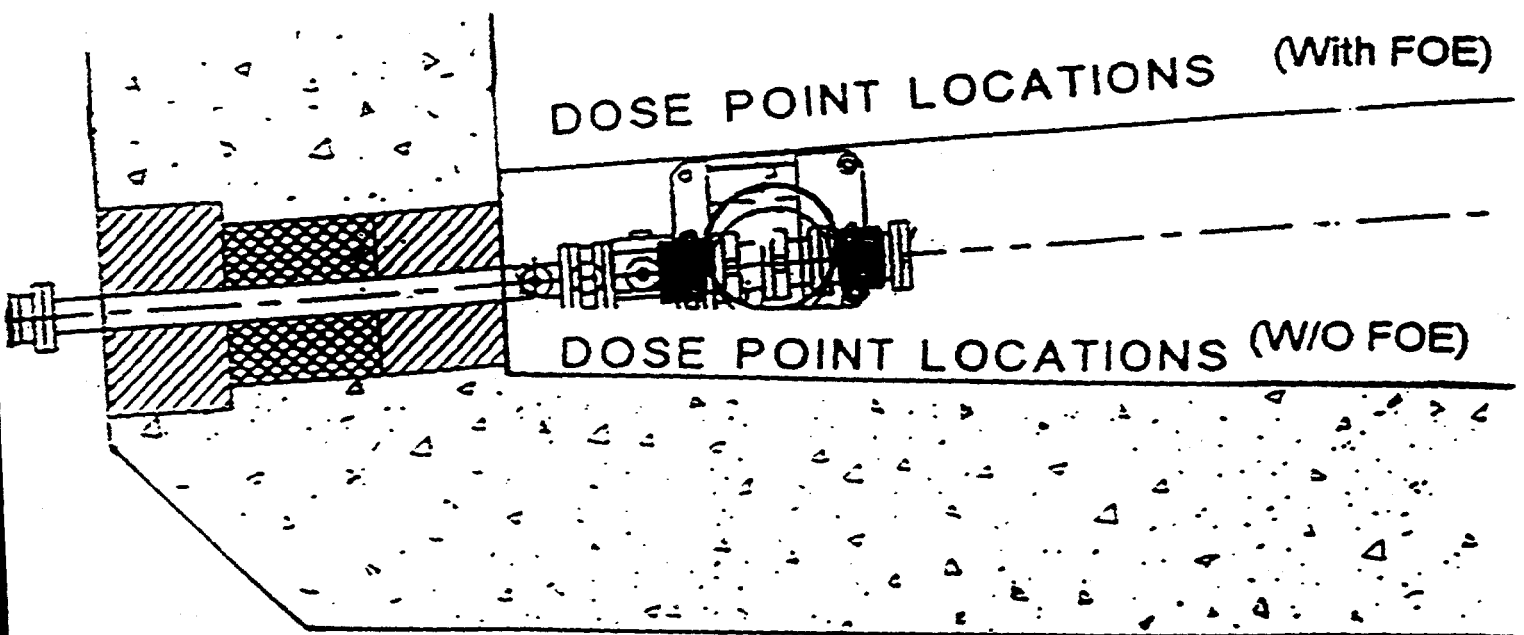 DOSE POINT LOCATIONS (With FOE)
DOSE POINT LOCATIONS (W/O FOE)